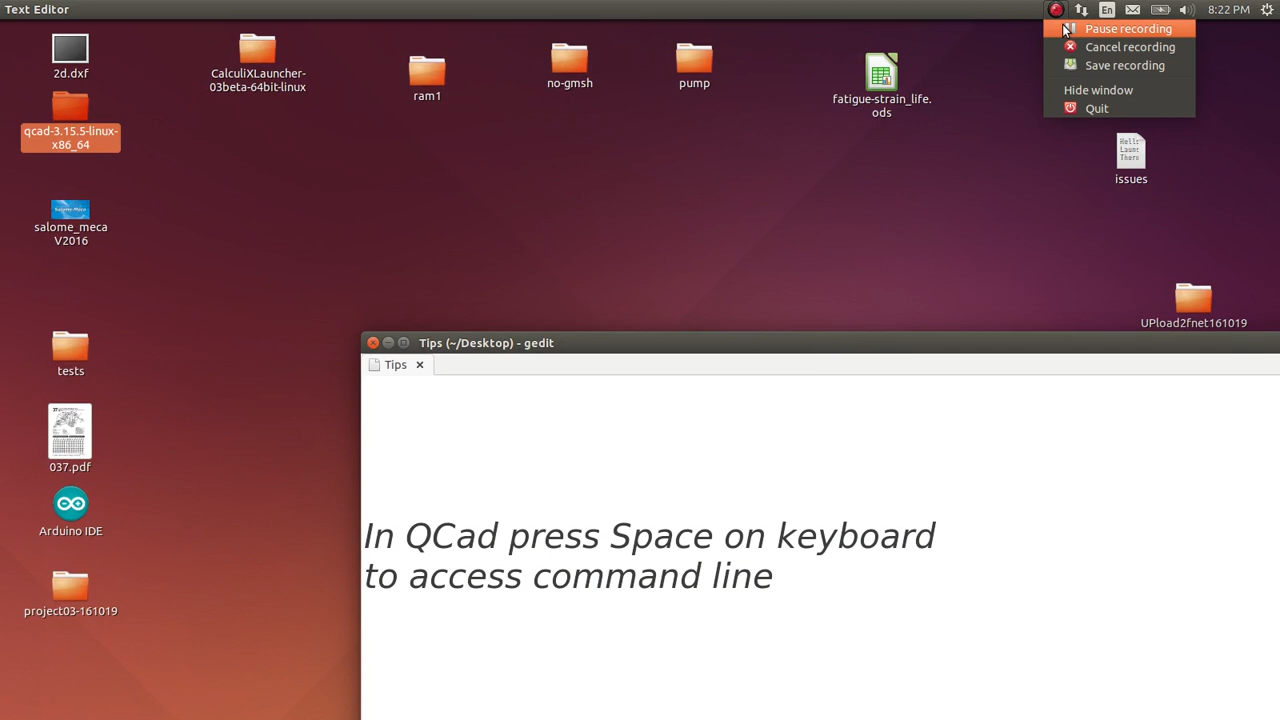 Text Editor
En
8:22 PM
Pause recording
Cancel recording
Save recording
Hide window
Quit
2d.dxf
qcad-3.15.5-linux-
x86_64
CalculiXLauncher-
03beta-64bit-linux
ram1
no-gmsh
pump
fatigue-strain_life.
ods
issues
salome_meca
V2016
UPload2fnet161019
tests
037.pdf
Arduino IDE
project03-161019
Tips (~/Desktop) - gedit
Tips
In QCad press Space on keyboard
to access command line